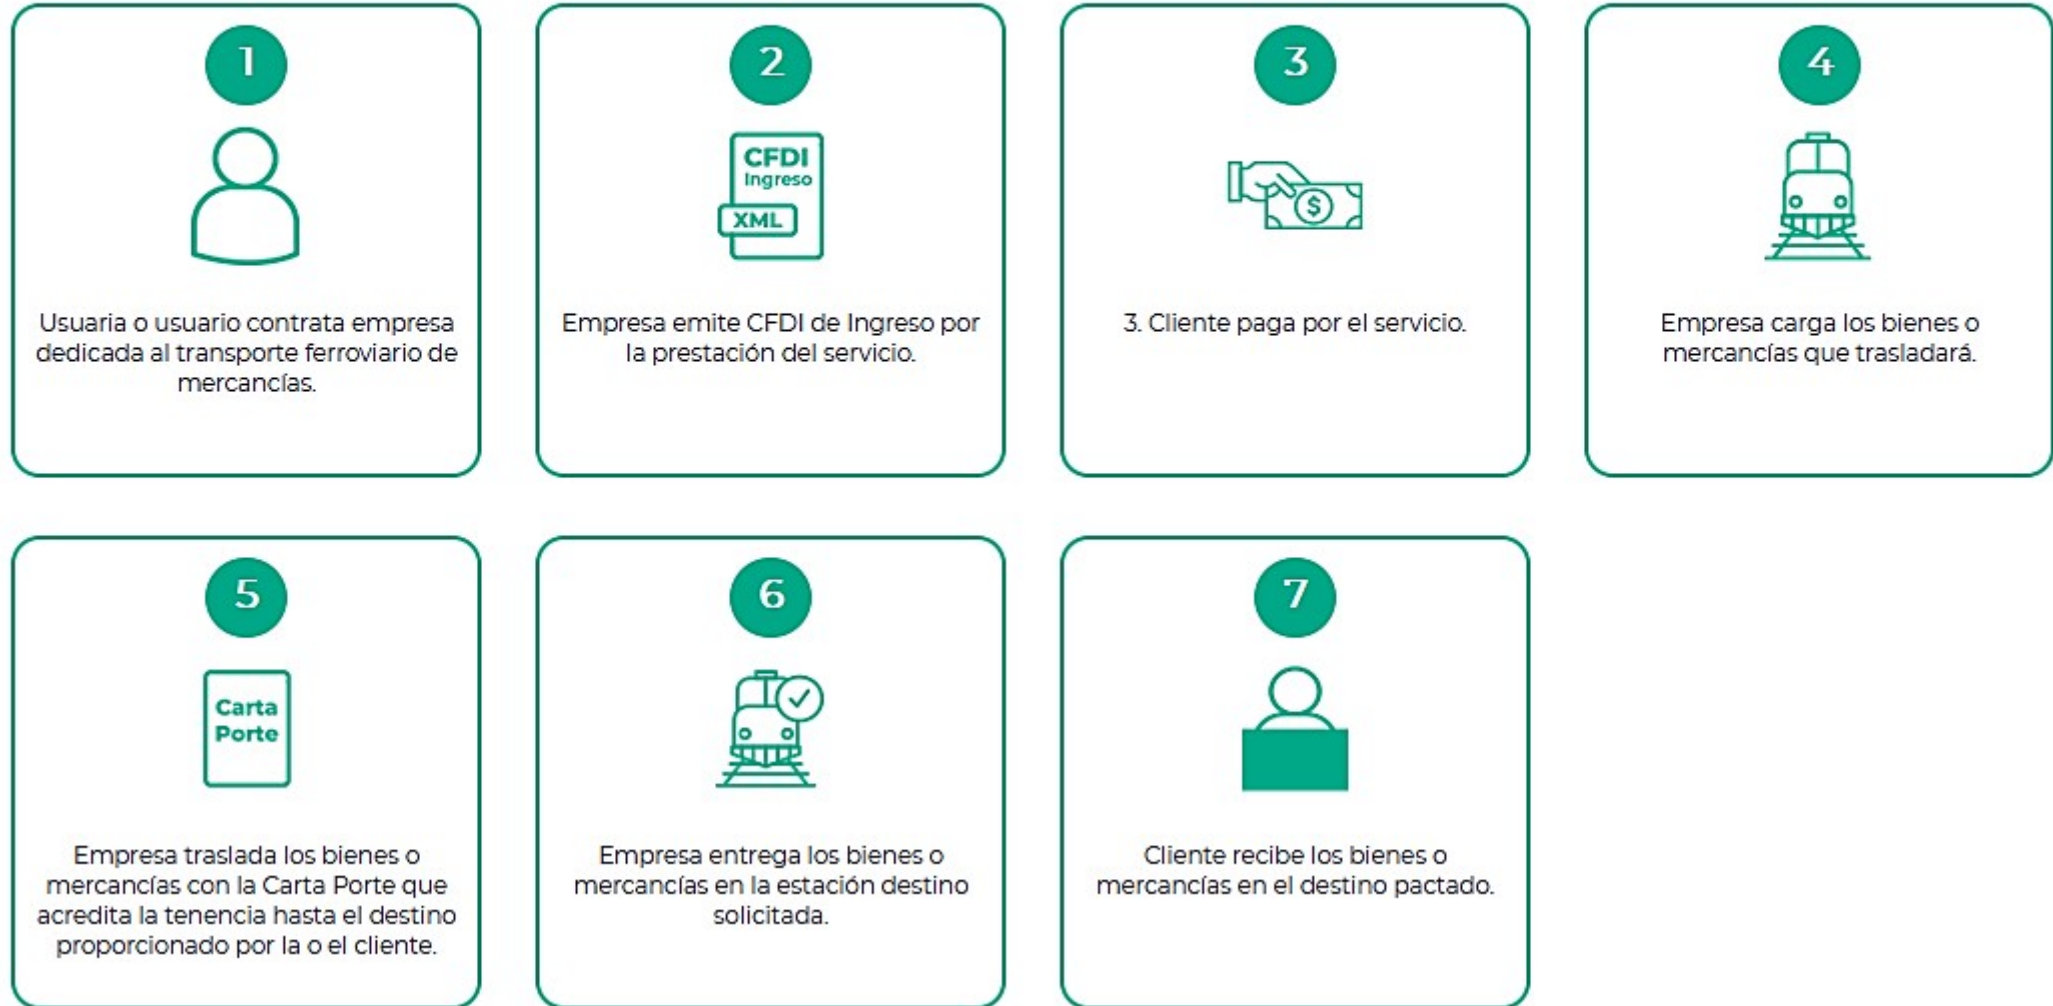 1
Usuaria o usuario contrata empresa
dedicada al transporte ferroviario de
mercancías.
2
CFDI
Ingreso
XML
Empresa emite CFDI de Ingreso por
la prestación del servicio.
3
$
3. Cliente paga por el servicio.
4
Empresa carga los bienes o
mercancías que trasladará.
5
Carta
Porte
Empresa traslada los bienes o
mercancías con la Carta Porte que
acredita la tenencia hasta el destino
proporcionado por la o el cliente.
6
Empresa entrega los bienes o
mercancías en la estación destino
solicitada.
7
Cliente recibe los bienes o
mercancías en el destino pactado.